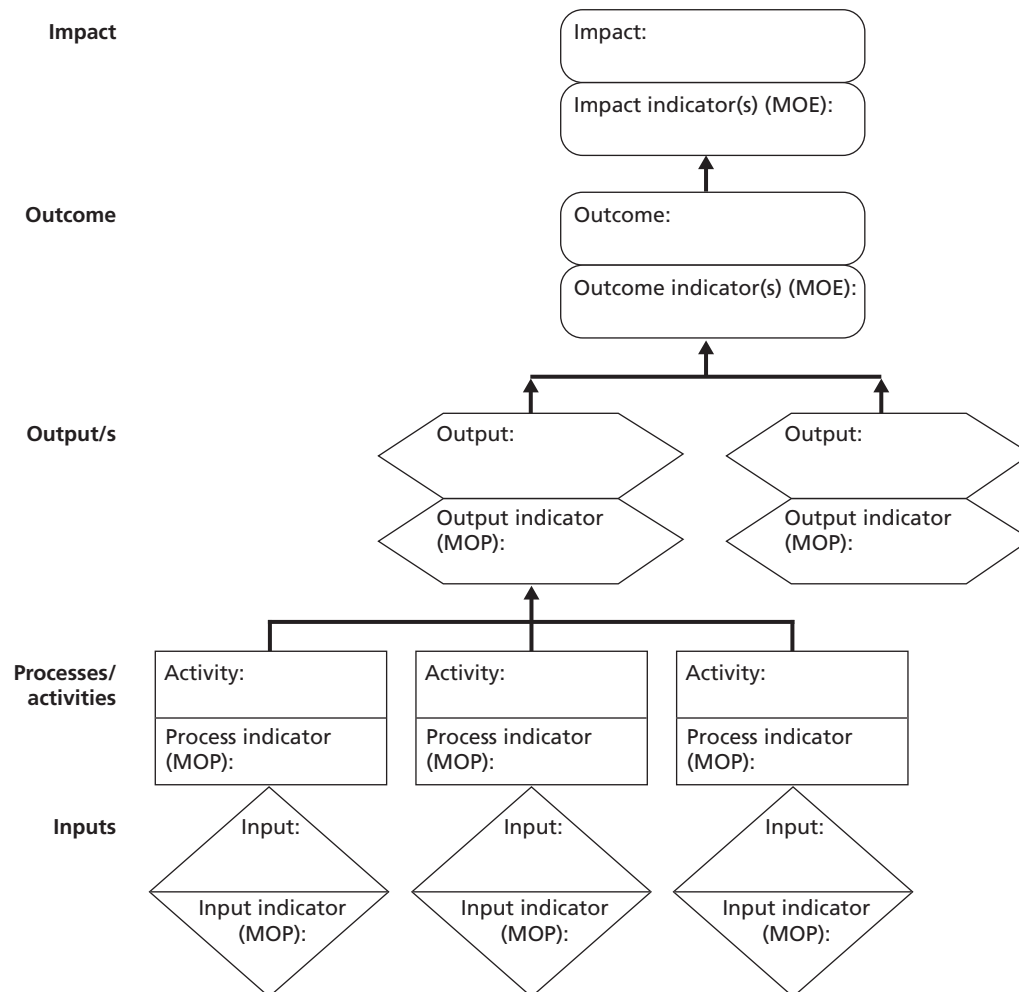 Impact
Impact:
Impact indicator(s) (MOE):
Outcome
Outcome:
Outcome indicator(s) (MOE):
Output/s
Output:
Output:
Output indicator
(MOP):
Output indicator
(MOP):
Processes/
activities
Activity:
Activity:
Activity:
Process indicator
(MOP):
Process indicator
(MOP):
Process indicator
(MOP):
Inputs
Input:
Input:
Input:
Input indicator
(MOP):
Input indicator
(MOP):
Input indicator
(MOP):